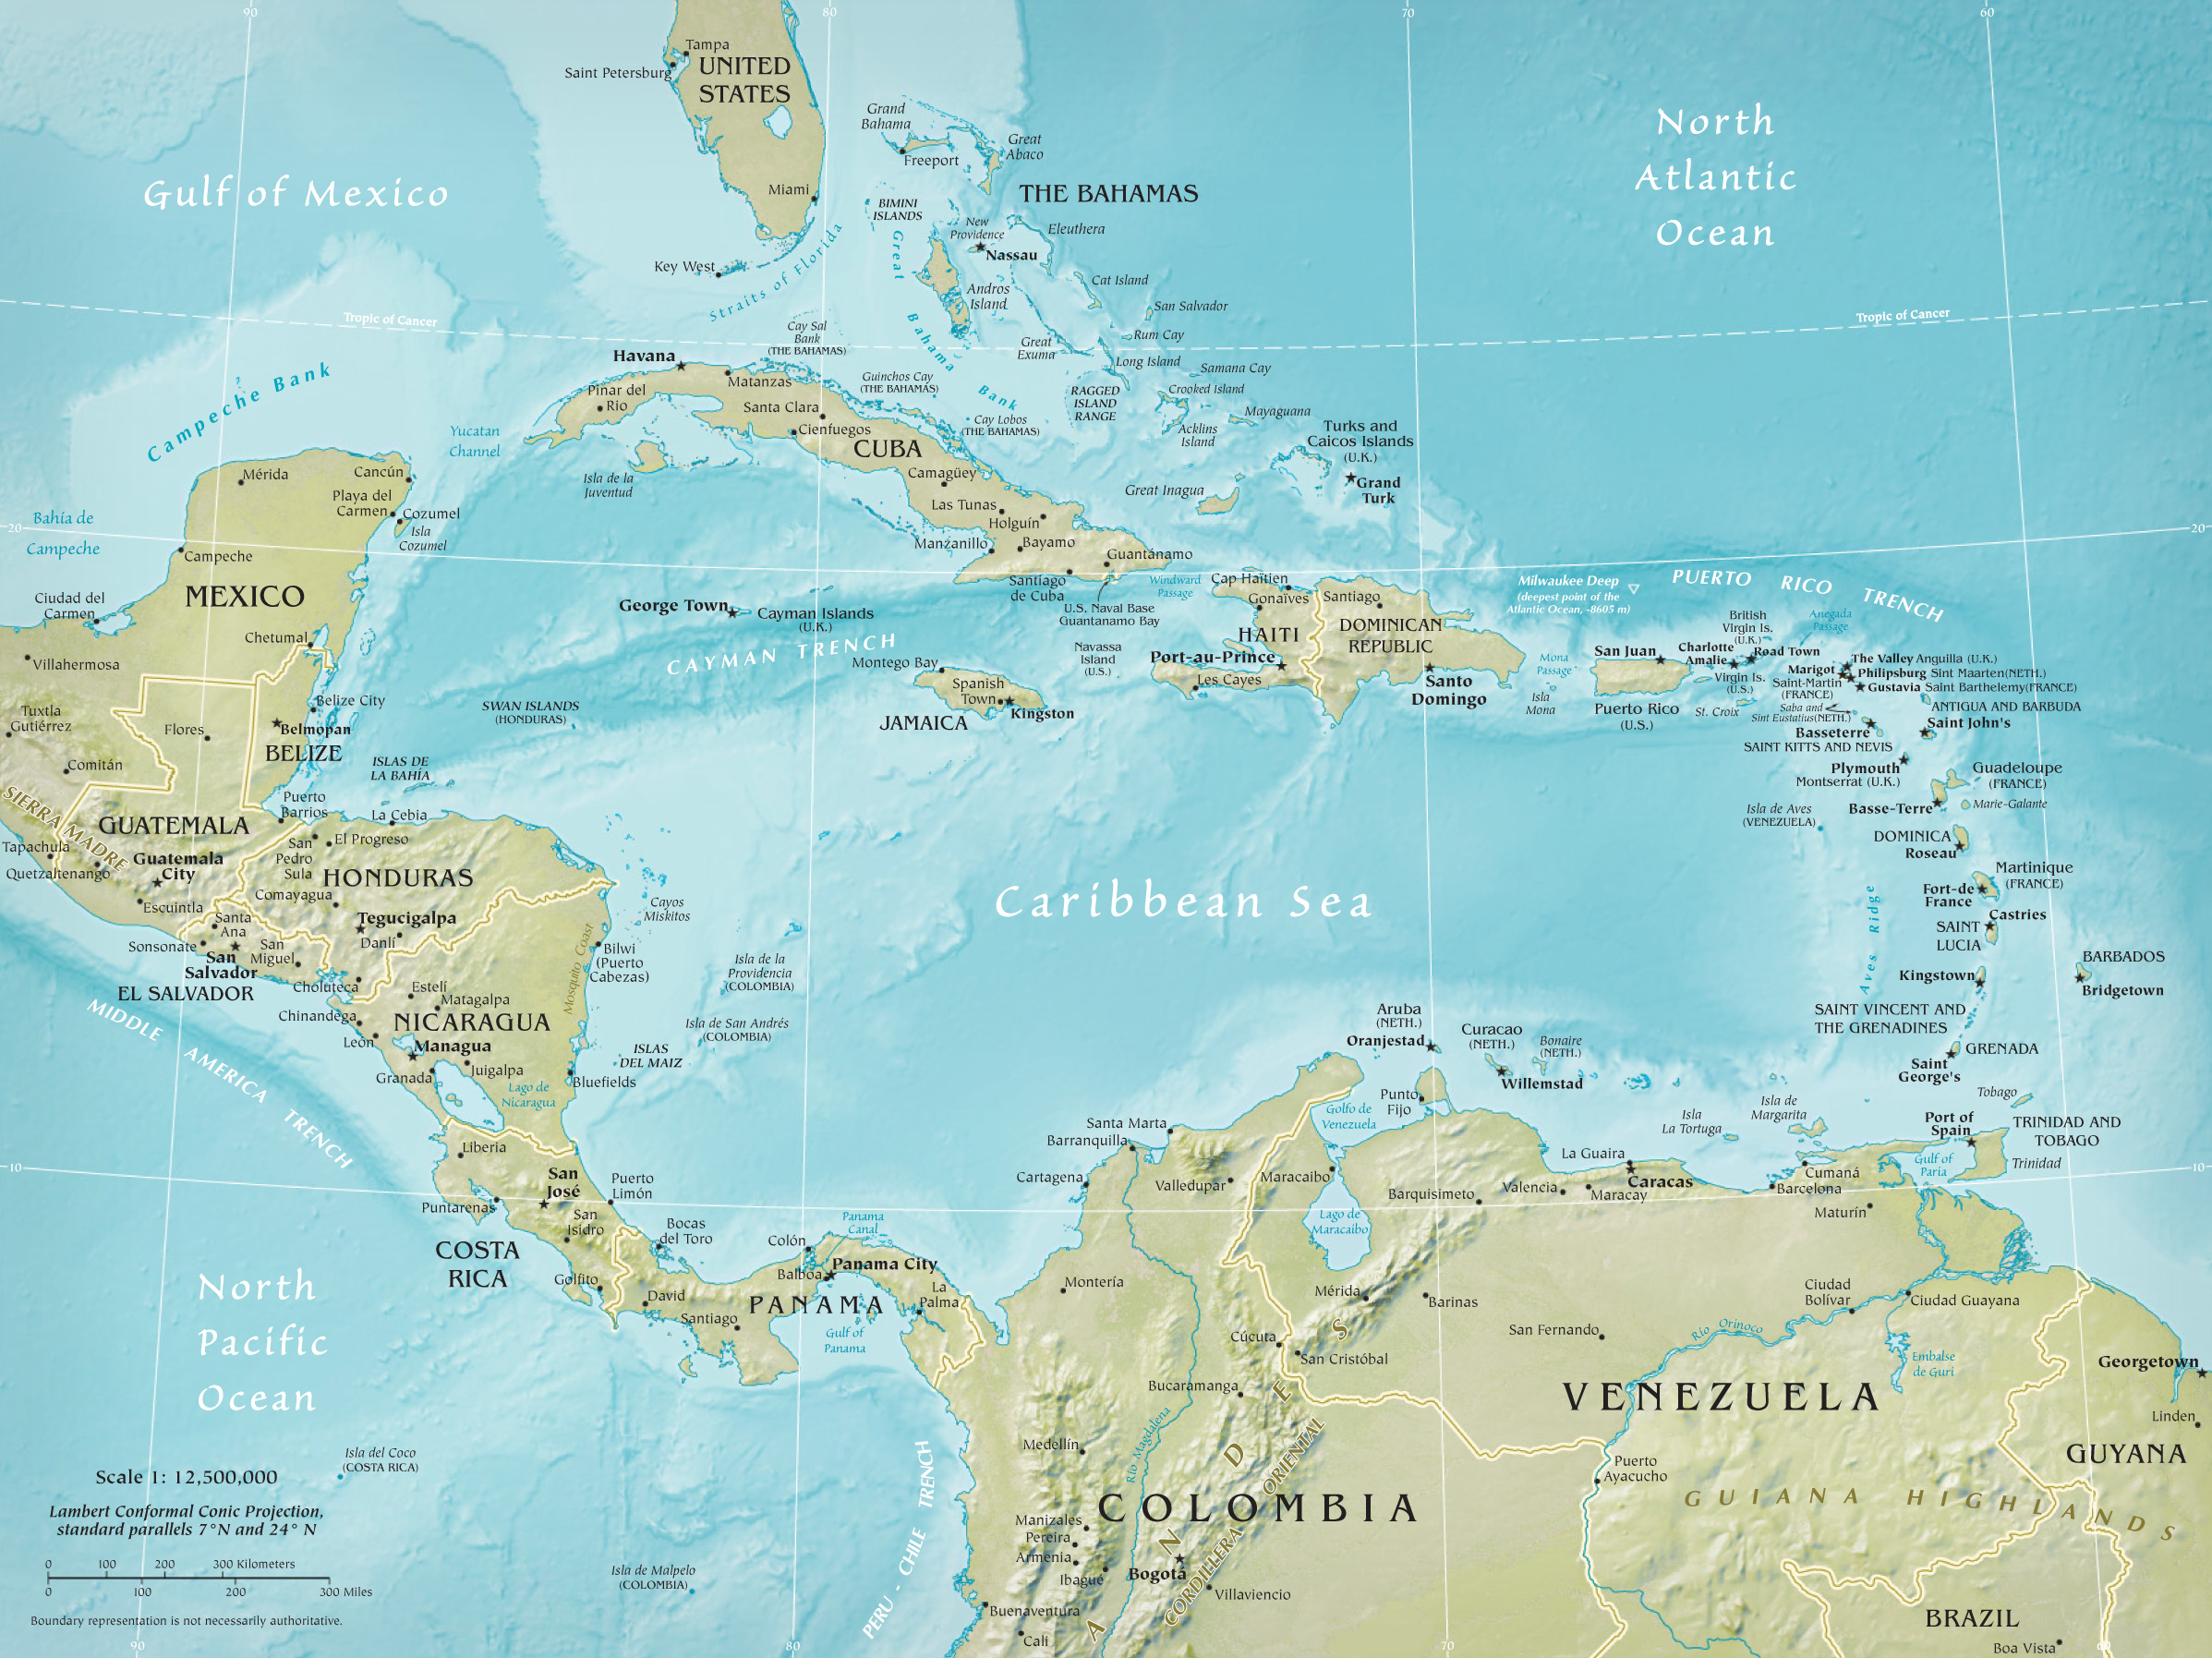 90
80
70
60
Tampa
Saint Petersburg
UNITED
STATES
Miami
Key West
Gulf of Mexico
Straits of Florida
Grand
Bahama
Freeport
Great
Abaco
THE BAHAMAS
BIMINI
ISLANDS
New
Providence
Nassau
Eleuthera
Great Bahama Bank
Andros
Island
Cat Island
San Salvador
Rum Cay
Great
Exuma
Long Island
Samana Cay
Crooked Island
RAGGED
ISLAND
RANGE
Mayaguana
Acklins
Island
Great Inagua
Turks and
Caicos Islands
(U.K.)
Grand
Turk
North
Atlantic
Ocean
Tropic of Cancer
Tropic of Cancer
Cay Sal
Bank
(THE BAHAMAS)
Guinchos Cay
(THE BAHAMAS)
Cay Lobos
(THE BAHAMAS)
Havana
Matanzas
Pinar del
Rio
Santa Clara
Cienfuegos
CUBA
Camagüey
Las Tunas
Holguín
Manzanillo
Bayamo
Guantánamo
Santiago
de Cuba
U.S. Naval Base
Guantanamo Bay
Isla de la
Juventud
Campeche Bank
Yucatan
Channel
Mérida
Cancún
Playa del
Carmen
Cozumel
Isla
Cozumel
20
20
Bahía de
Campeche
Campeche
MEXICO
Ciudad del
Carmen
Chetumal
Villahermosa
Tuxtla
Gutiérrez
Comitán
Tapachula
SIERRA MADRE
Flores
Belize City
Belmopan
BELIZE
Puerto
Barrios
GUATEMALA
Guatemala
City
Quetzaltenango
Escuintla
George Town
Cayman Islands
(U.K.)
CAYMAN TRENCH
SWAN ISLANDS
(HONDURAS)
ISLAS DE
LA BAHÍA
Montego Bay
Spanish
Town
Kingston
JAMAICA
Navassa
Island
(U.S.)
Windward
Passage
Cap Haïtien
Gonaïves
HAITI
Port-au-Prince
Les Cayes
Santiago
DOMINICAN
REPUBLIC
Santo
Domingo
Milwaukee Deep
(deepest point of the
Atlantic Ocean, -8605 m)
PUERTO RICO TRENCH
Mona
Passage
Isla
Mona
San Juan
Puerto Rico
(U.S.)
British
Virgin Is.
(U.K.)
Anegada
Passage
Charlotte
Amalie
Road Town
Virgin Is.
(U.S.)
St. Croix
The Valley Anguilla (U.K.)
Marigot
Saint-Martin
(FRANCE)
Philipsburg Sint Maarten(NETH.)
Gustavia Saint Barthelemy(FRANCE)
Saba and
Sint Eustatius(NETH.)
ANTIGUA AND BARBUDA
Saint John's
Basseterre
SAINT KITTS AND NEVIS
Plymouth
Montserrat (U.K.)
Guadeloupe
(FRANCE)
Basse-Terre
Marie-Galante
Isla de Aves
(VENEZUELA)
DOMINICA
Roseau
Martinique
(FRANCE)
Fort-de
France
Castries
SAINT
LUCIA
Aves Ridge
Kingstown
SAINT VINCENT AND
THE GRENADINES
BARBADOS
Bridgetown
GRENADA
Saint
George's
Tobago
TRINIDAD AND
TOBAGO
Port of
Spain
Trinidad
Gulf of
Paria
La Cebia
El Progreso
San
Pedro
Sula
HONDURAS
Comayagua
Tegucigalpa
Danlí
Choluteca
Santa
Ana
Sonsonate
San
Salvador
San
Miguel
EL SALVADOR
Cayos
Miskitos
Mosquito Coast
Bilwi
(Puerto
Cabezas)
Isla de la
Providencia
(COLOMBIA)
Isla de San Andrés
(COLOMBIA)
ISLAS
DEL MAIZ
Estelí
Matagalpa
Chinandega
NICARAGUA
León
Managua
Juigalpa
Granada
Lago de
Nicaragua
Bluefields
Caribbean Sea
MIDDLE AMERICA TRENCH
10
10
Liberia
San
José
Puerto
Limón
Puntarenas
San
Isidro
COSTA
RICA
Golfito
Bocas
del Toro
David
Santiago
Colón
Panama
Canal
Balboa
Panama City
PANAMA
La
Palma
Gulf of
Panama
Aruba
(NETH.)
Oranjestad
Curacao
(NETH.)
Bonaire
(NETH.)
Willemstad
Punto
Fijo
Golfo de
Venezuela
Isla
La Tortuga
Isla de
Margarita
Santa Marta
Barranquilla
Cartagena
Valledupar
Maracaibo
Lago de
Maracaibo
Barquisimeto
Valencia
La Guaira
Caracas
Maracay
Cumaná
Barcelona
Maturín
Montería
Mérida
Barinas
Cúcuta
San Cristóbal
San Fernando
Ciudad
Bolívar
Ciudad Guayana
Río Orinoco
Embalse
de Guri
Georgetown
Linden
GUYANA
VENEZUELA
Bucaramanga
Medellín
Río Magdalena
ANDES
CORDILLERA ORIENTAL
COLOMBIA
Puerto
Ayacucho
GUIANA HIGHLANDS
Manizales
Pereira
Armenia
Ibagué
Bogotá
Villaviencio
Buenaventura
Cali
BRAZIL
Boa Vista
PERU - CHILE TRENCH
Isla de Malpelo
(COLOMBIA)
North
Pacific
Ocean
Isla del Coco
(COSTA RICA)
Scale 1: 12,500,000
Lambert Conformal Conic Projection,
standard parallels 7°N and 24° N
0 100 200 300 Kilometers
0 100 200 300 Miles
Boundary representation is not necessarily authoritative.
90
80
70
60